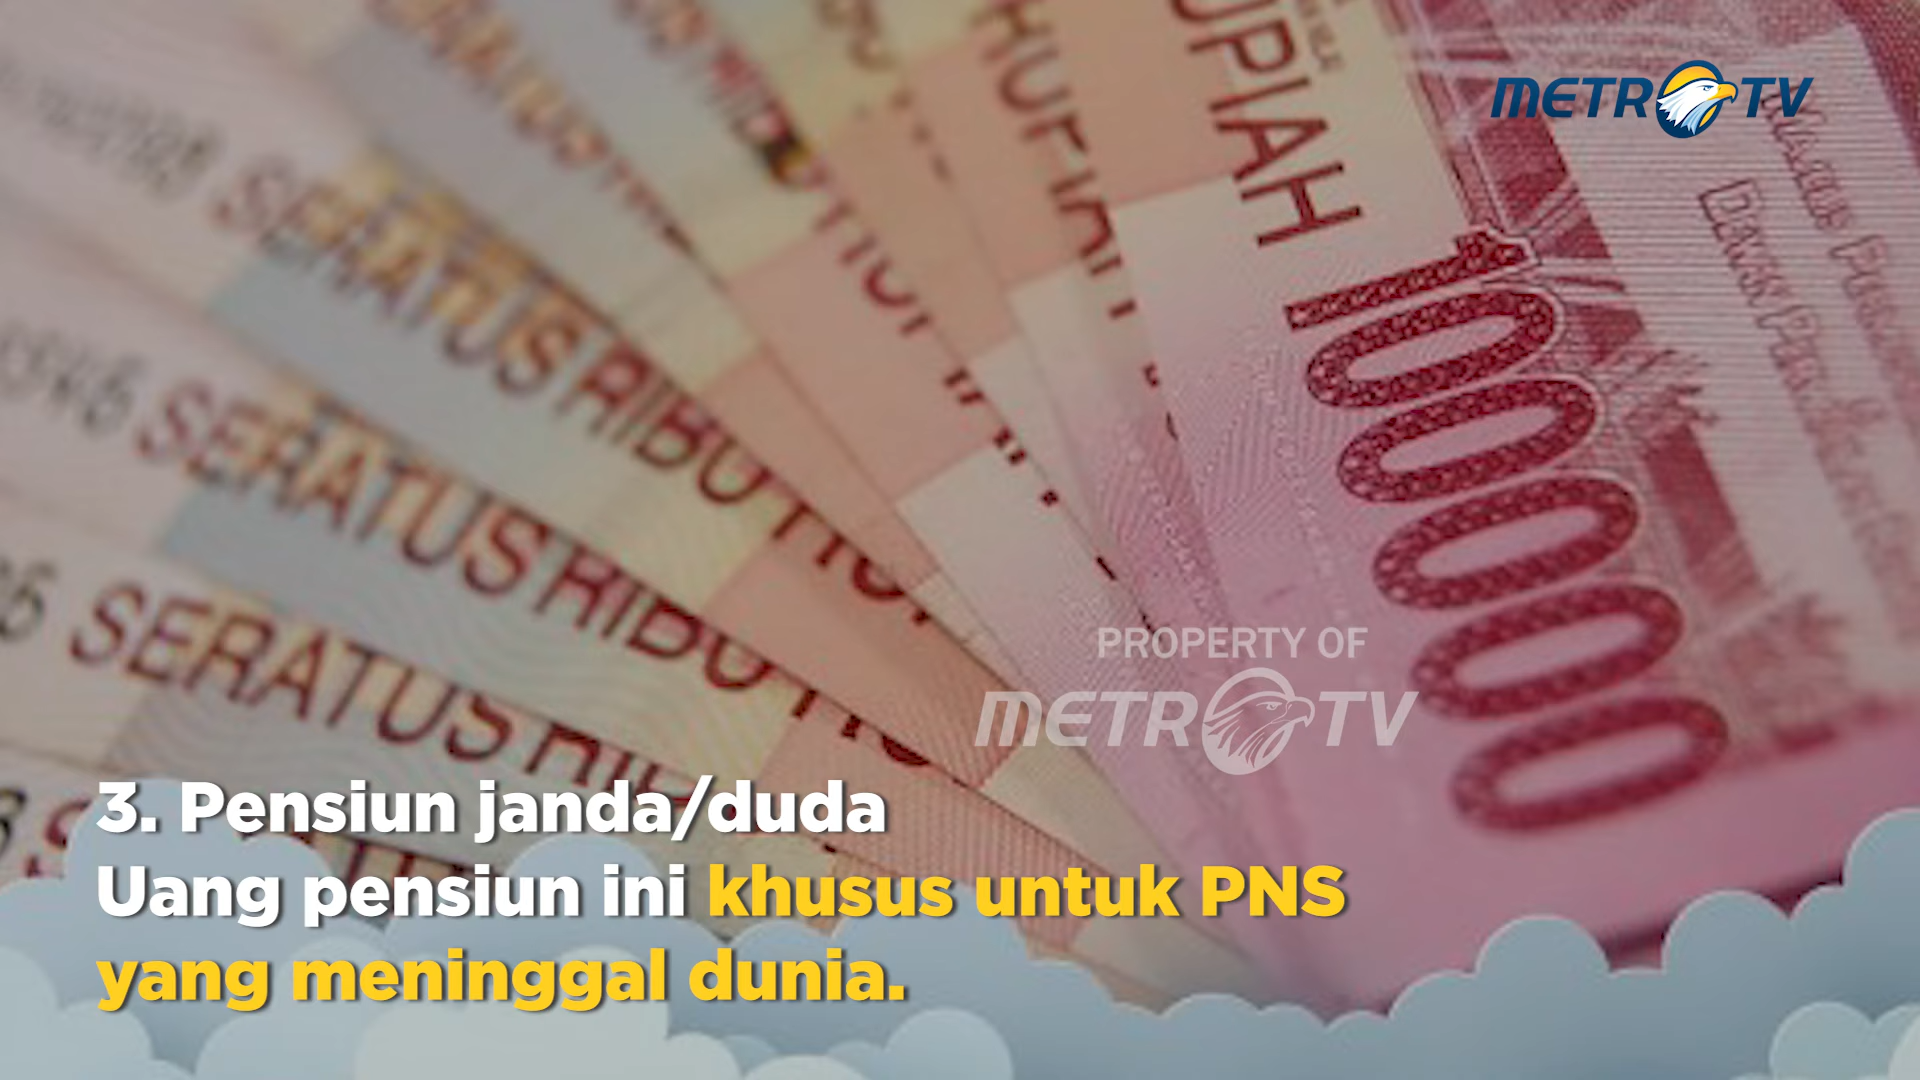 METRO TV
RUPIAH
UPIAH
100000
SERATUS RIBU
SERATUS RIBU
SERATUS
PROPERTY OF
METRO TV
3. Pensiun janda/duda
Uang pensiun ini khusus untuk PNS
yang meninggal dunia.